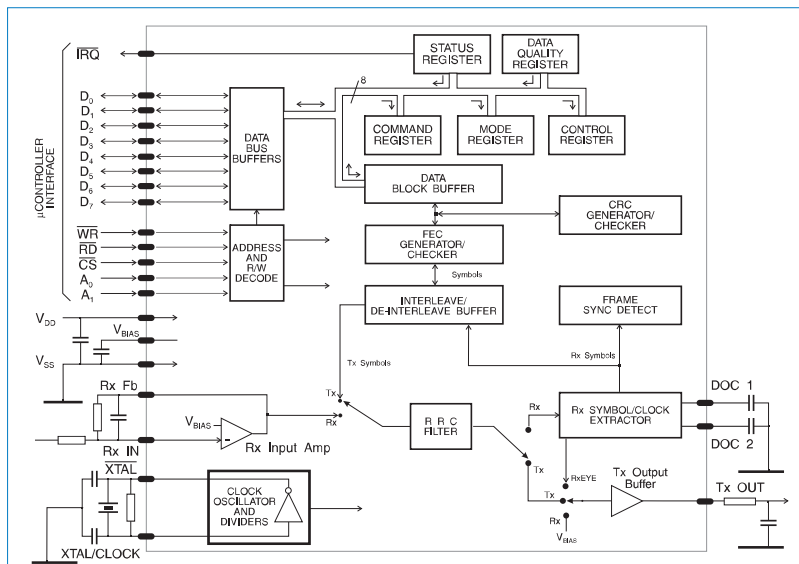 IRQ
STATUS
REGISTER
DATA
QUALITY
REGISTER
8
D0
D1
D2
D3
D4
D5
D6
D7
µCONTROLLER
INTERFACE
DATA
BUS
BUFFERS
COMMAND
REGISTER
MODE
REGISTER
CONTROL
REGISTER
DATA
BLOCK BUFFER
CRC
GENERATOR/
CHECKER
WR
RD
CS
A0
A1
ADDRESS
AND
R/W
DECODE
FEC
GENERATOR/
CHECKER
Symbols
INTERLEAVE/
DE-INTERLEAVE BUFFER
FRAME
SYNC DETECT
VDD
VBIAS
VSS
Tx Symbols
Rx Symbols
Rx Fb
Tx
Rx
VBIAS
-
Rx Input Amp
Rx IN
R R C
FILTER
Rx
Tx
Rx SYMBOL/CLOCK
EXTRACTOR
DOC 1
DOC 2
RxEYE
Tx
Rx
VBIAS
Tx Output
Buffer
Tx OUT
XTAL
CLOCK
OSCILLATOR
AND
DIVIDERS
XTAL/CLOCK